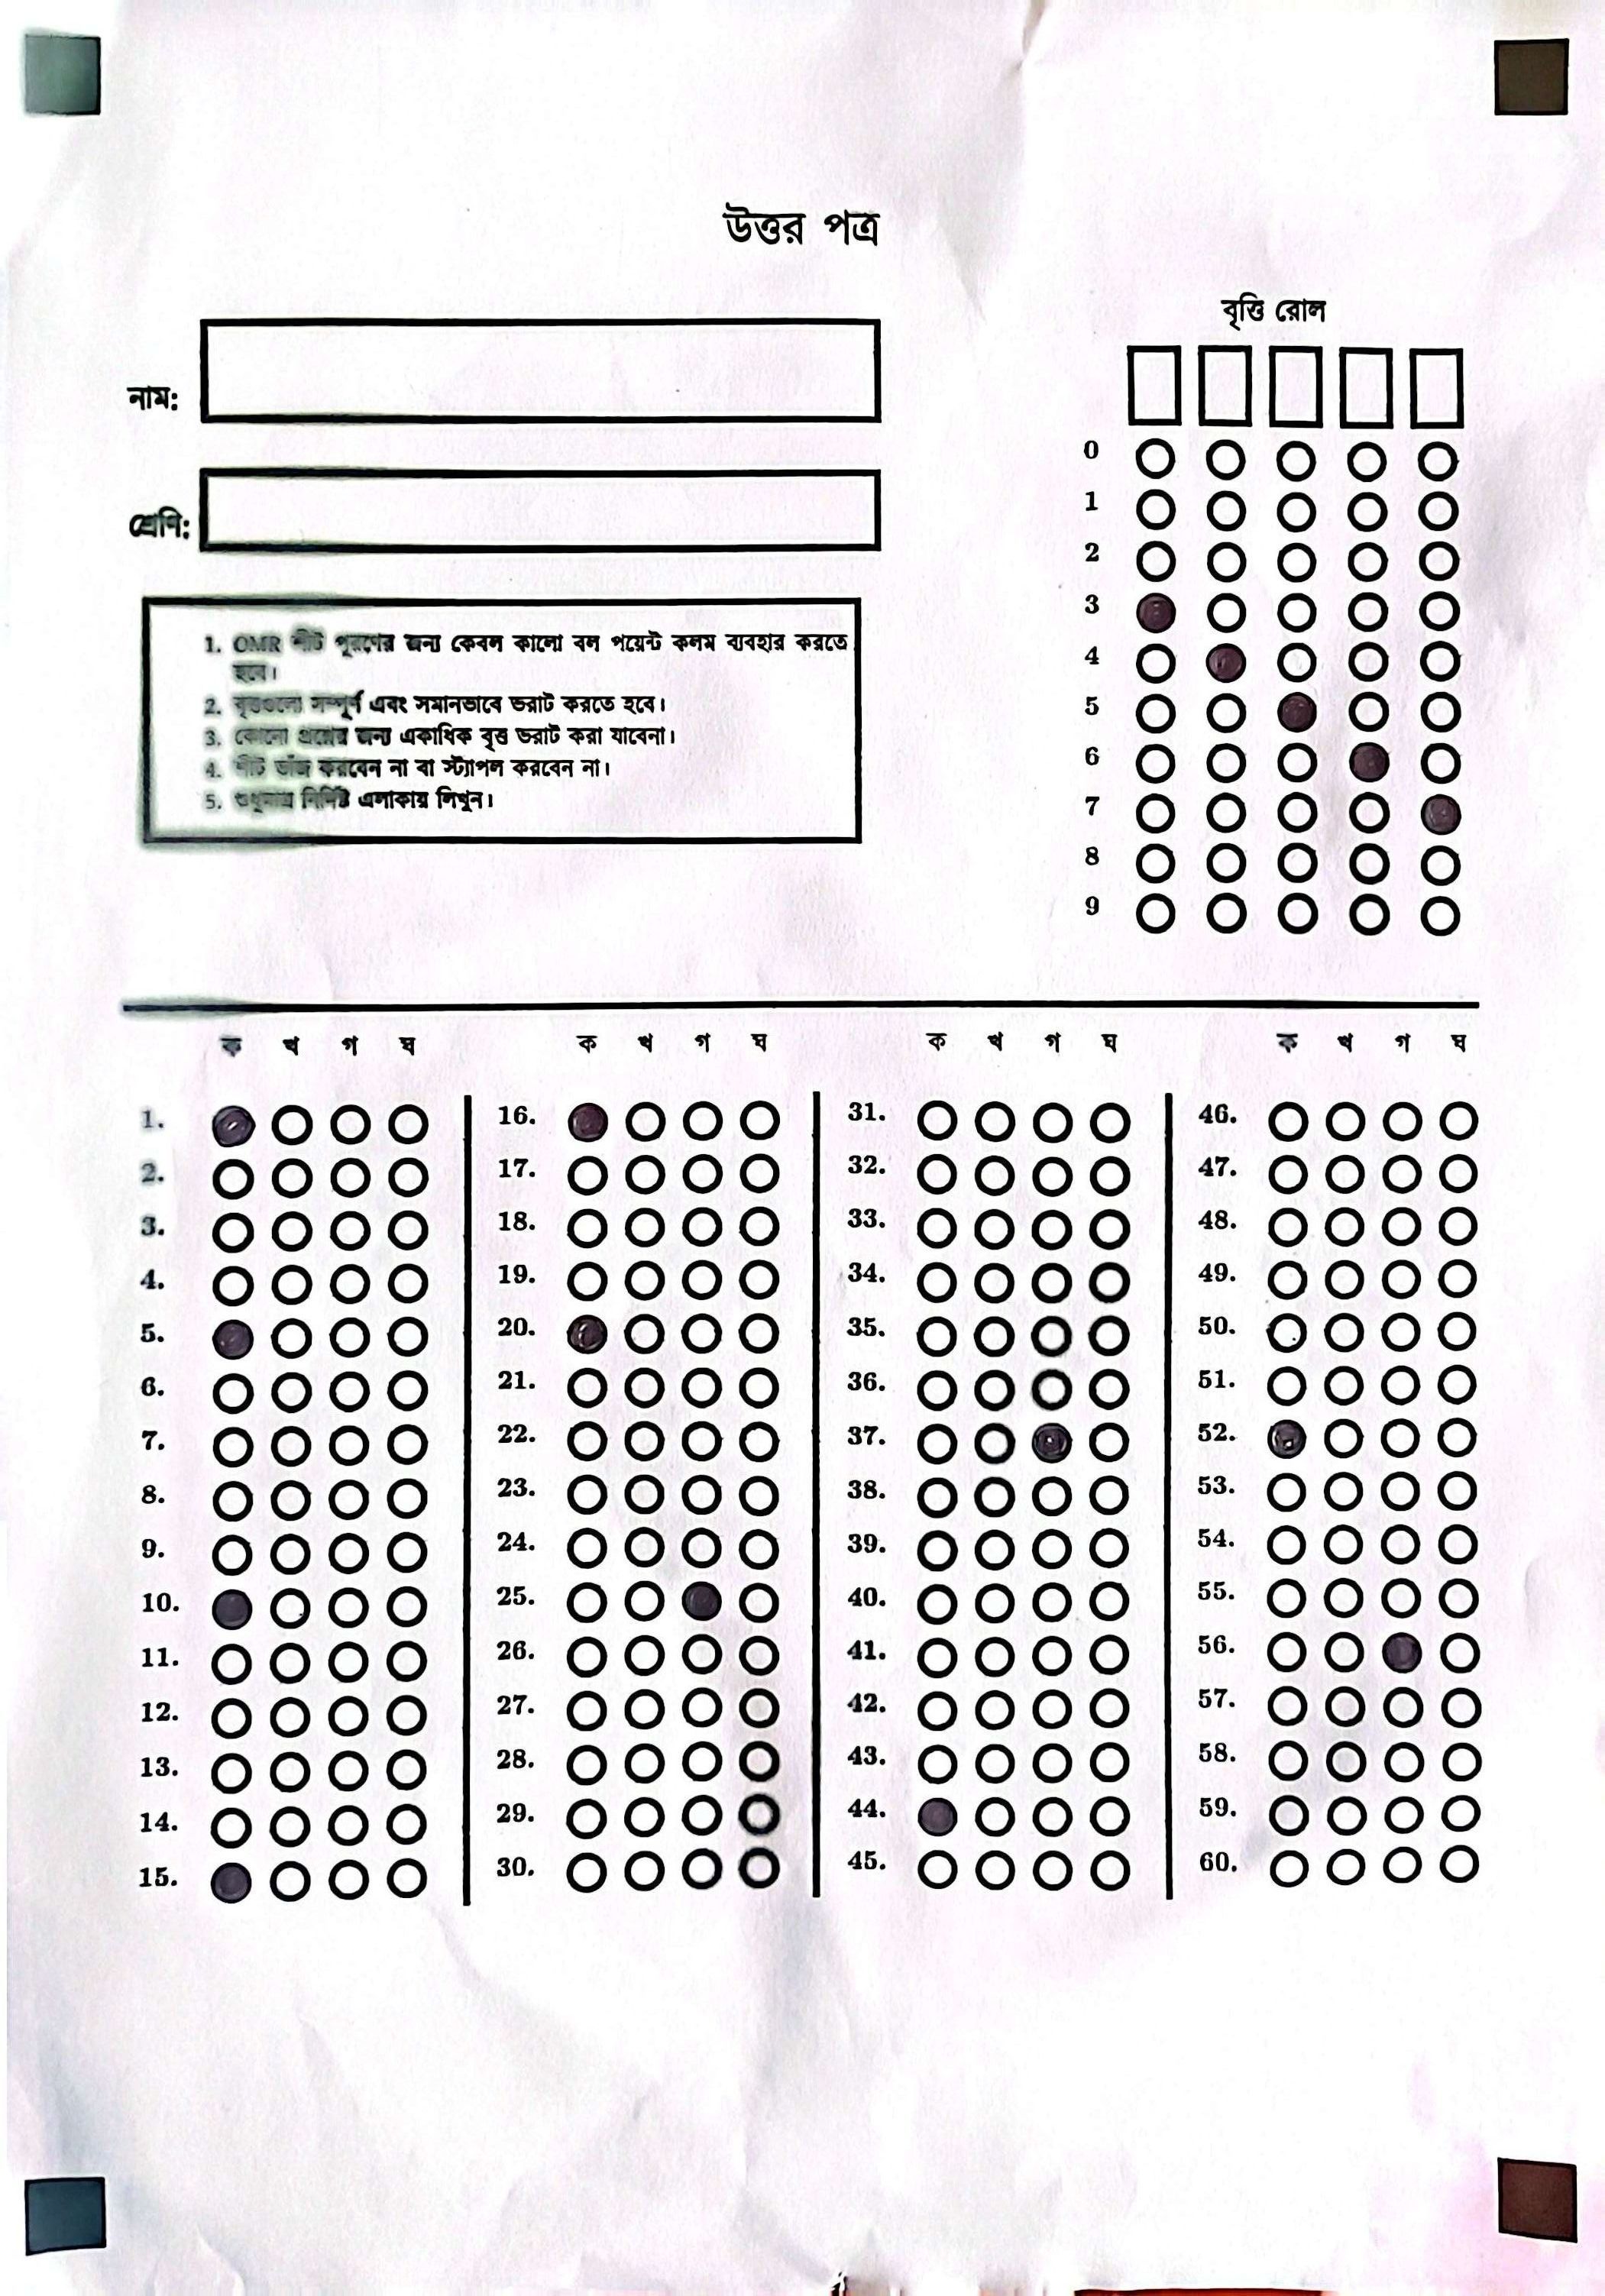 উত্তর পত্র
বৃত্তি রোল
নাম:
শ্রেণি:
1. OMR শীট পূরণের জন্য কেবল কালো বল পয়েন্ট কলম ব্যবহার করতে
হবে।
2. বৃত্তগুলো সম্পূর্ণ এবং সমানভাবে ভরাট করতে হবে।
3. কোনো প্রশ্নের জন্য একাধিক বৃত্ত ভরাট করা যাবেনা।
4. শীট ভাঁজ করবেন না বা স্ট্যাপল করবেন না।
5. শুধুমাত্র নির্দিষ্ট এলাকায় লিখুন।
0
1
2
3
4
5
6
7
8
9
ক খ গ ঘ ক খ গ ঘ ক খ গ ঘ ক খ গ ঘ
1. 16. 31. 46.
2. 17. 32. 47.
3. 18. 33. 48.
4. 19. 34. 49.
5. 20. 35. 50.
6. 21. 36. 51.
7. 22. 37. 52.
8. 23. 38. 53.
9. 24. 39. 54.
10. 25. 40. 55.
11. 26. 41. 56.
12. 27. 42. 57.
13. 28. 43. 58.
14. 29. 44. 59.
15. 30. 45. 60.